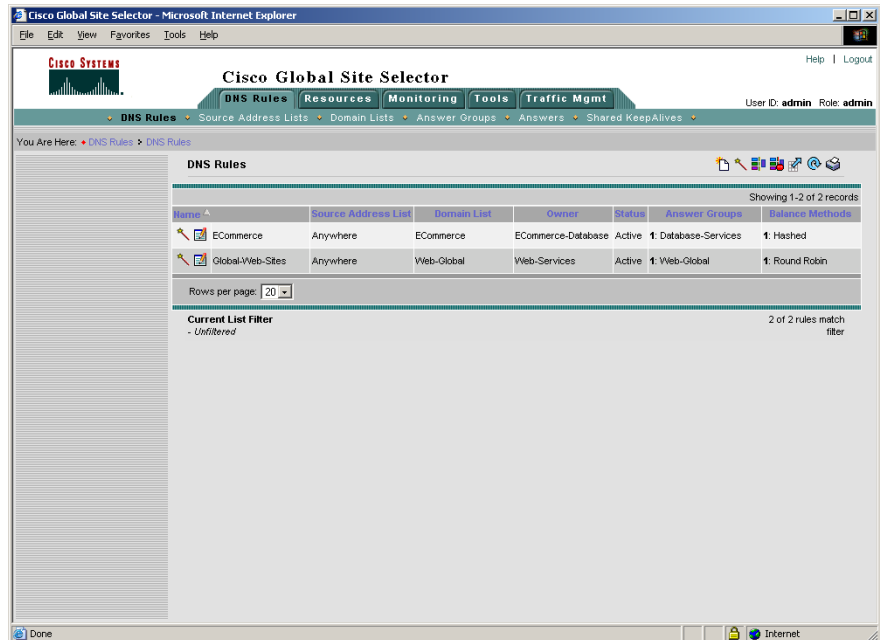 Cisco Global Site Selector - Microsoft Internet Explorer
File Edit View Favorites Tools Help
Help | Logout
CISCO SYSTEMS
Cisco Global Site Selector
DNS Rules Resources Monitoring Tools Traffic Mgmt
User ID: admin Role: admin
DNS Rules Source Address Lists Domain Lists Answer Groups Answers Shared KeepAlives
You Are Here: DNS Rules DNS Rules
DNS Rules
Showing 1-2 of 2 records
Name Source Address List Domain List Owner Status Answer Groups Balance Methods
ECommerce Anywhere ECommerce ECommerce-Database Active 1: Database-Services 1: Hashed
Global-Web-Sites Anywhere Web-Global Web-Services Active 1: Web-Global 1: Round Robin
Rows per page: 20
Current List Filter
- Unfiltered
2 of 2 rules match
filter
Done
Internet